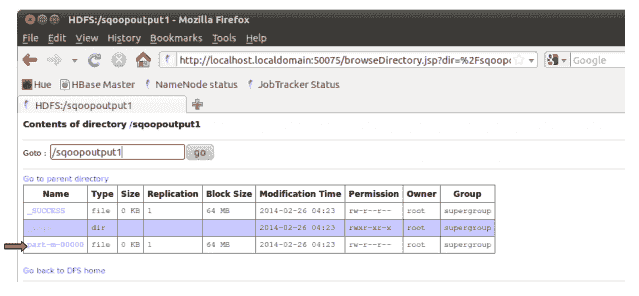 HDFS:/sqoopoutput1 - Mozilla Firefox
File Edit View History Bookmarks Tools Help
http://localhost.localdomain:50075/browseDirectory.jsp?dir=%2Fsqoop Google
Hue HBase Master NameNode status JobTracker Status
HDFS:/sqoopoutput1
Contents of directory /sqoopoutput1
Goto : /sqoopoutput1 go
Go to parent directory
Name Type Size Replication Block Size Modification Time Permission Owner Group
_SUCCESS file 0 KB 1 64 MB 2014-02-26 04:23 rw-r--r-- root supergroup
dir 2014-02-26 04:23 rwxr-xr-x root supergroup
part-m-00000 file 0 KB 1 64 MB 2014-02-26 04:23 rw-r--r-- root supergroup
Go back to DFS home